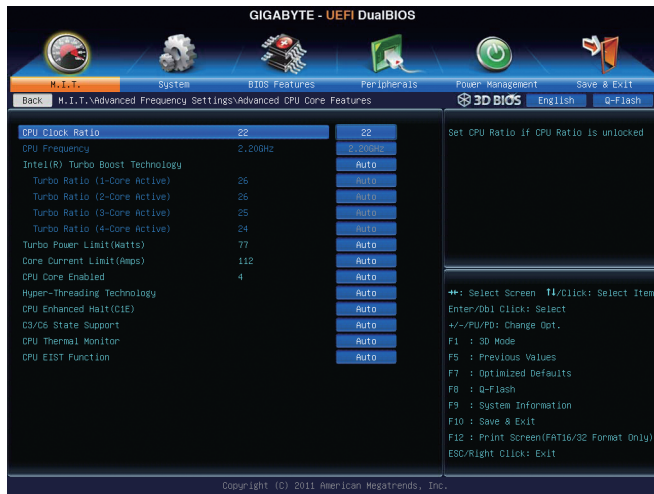 GIGABYTE - UEFI DualBIOS
M.I.T. System BIOS Features Peripherals Power Management Save & Exit
Back M.I.T.\Advanced Frequency Settings\Advanced CPU Core Features 3D BIOS English Q-Flash
CPU Clock Ratio 22 22
CPU Frequency 2.20GHz 2.20GHz
Intel(R) Turbo Boost Technology Auto
Turbo Ratio (1-Core Active) 26 Auto
Turbo Ratio (2-Core Active) 26 Auto
Turbo Ratio (3-Core Active) 25 Auto
Turbo Ratio (4-Core Active) 24 Auto
Turbo Power Limit(Watts) 77 Auto
Core Current Limit(Amps) 112 Auto
CPU Core Enabled 4 Auto
Hyper-Threading Technology Auto
CPU Enhanced Halt(C1E) Auto
C3/C6 State Support Auto
CPU Thermal Monitor Auto
CPU EIST Function Auto
Set CPU Ratio if CPU Ratio is unlocked
→←: Select Screen ↑↓/Click: Select Item
Enter/Dbl Click: Select
+/-/PU/PD: Change Opt.
F1 : 3D Mode
F5 : Previous Values
F7 : Optimized Defaults
F8 : Q-Flash
F9 : System Information
F10 : Save & Exit
F12 : Print Screen(FAT16/32 Format Only)
ESC/Right Click: Exit
Copyright (C) 2011 American Megatrends, Inc.